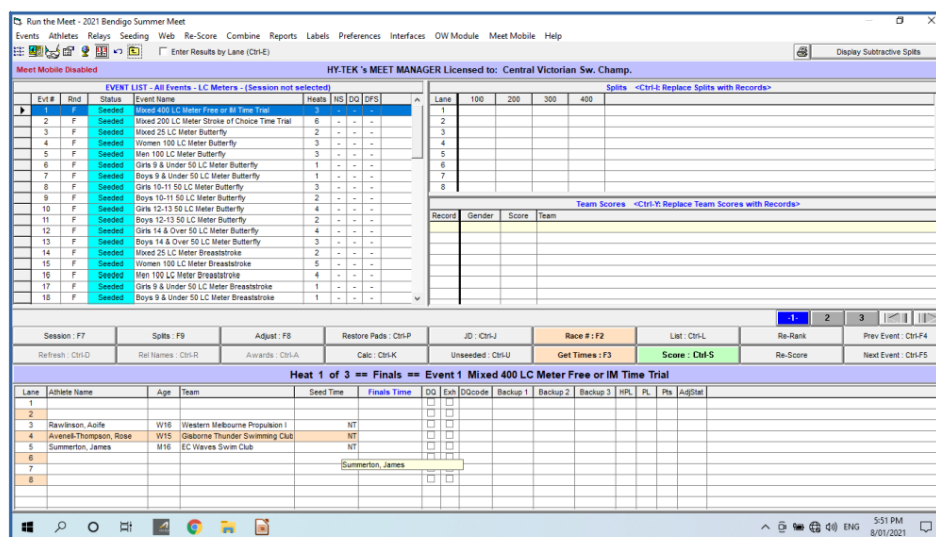 Run the Meet - 2021 Bendigo Summer Meet
Events Athletes Relays Seeding Web Re-Score Combine Reports Labels Preferences Interfaces OW Module Meet Mobile Help
Enter Results by Lane (Ctrl-E) Display Subtractive Splits
Meet Mobile Disabled HY-TEK's MEET MANAGER Licensed to: Central Victorian Sw. Champ.
EVENT LIST - All Events - LC Meters - (Session not selected)
Evt # Rnd Status Event Name Heats NS DQ DFS
1 F Seeded Mixed 400 LC Meter Free or IM Time Trial 3 - - -
2 F Seeded Mixed 200 LC Meter Stroke of Choice Time Trial 6 - - -
3 F Seeded Mixed 25 LC Meter Butterfly 2 - - -
4 F Seeded Women 100 LC Meter Butterfly 3 - - -
5 F Seeded Men 100 LC Meter Butterfly 3 - - -
6 F Seeded Girls 9 & Under 50 LC Meter Butterfly 1 - - -
7 F Seeded Boys 9 & Under 50 LC Meter Butterfly 1 - - -
8 F Seeded Girls 10-11 50 LC Meter Butterfly 3 - - -
9 F Seeded Boys 10-11 50 LC Meter Butterfly 2 - - -
10 F Seeded Girls 12-13 50 LC Meter Butterfly 4 - - -
11 F Seeded Boys 12-13 50 LC Meter Butterfly 2 - - -
12 F Seeded Girls 14 & Over 50 LC Meter Butterfly 4 - - -
13 F Seeded Boys 14 & Over 50 LC Meter Butterfly 3 - - -
14 F Seeded Mixed 25 LC Meter Breaststroke 2 - - -
15 F Seeded Women 100 LC Meter Breaststroke 5 - - -
16 F Seeded Men 100 LC Meter Breaststroke 4 - - -
17 F Seeded Girls 9 & Under 50 LC Meter Breaststroke 1 - - -
18 F Seeded Boys 9 & Under 50 LC Meter Breaststroke 1 - - -
Splits <Ctrl-I: Replace Splits with Records>
Lane 100 200 300 400
1
2
3
4
5
6
7
8
Team Scores <Ctrl-Y: Replace Team Scores with Records>
Record Gender Score Team
-1- 2 3
Session : F7 Splits : F9 Adjust : F8 Restore Pads : Ctrl-P JD : Ctrl-J Race # : F2 List : Ctrl-L Re-Rank Prev Event : Ctrl-F4
Refresh : Ctrl-D Rel Names : Ctrl-R Awards : Ctrl-A Calc : Ctrl-K Unseeded : Ctrl-U Get Times : F3 Score : Ctrl-S Re-Score Next Event : Ctrl-F5
Heat 1 of 3 == Finals == Event 1 Mixed 400 LC Meter Free or IM Time Trial
Lane Athlete Name Age Team Seed Time Finals Time DQ Exh DQcode Backup 1 Backup 2 Backup 3 HPL PL Pts AdjStat
1
2
3 Rawlinson, Aoife W16 Western Melbourne Propulsion I NT
4 Avenell-Thompson, Rose W15 Gisborne Thunder Swimming Club NT
5 Summerton, James M16 EC Waves Swim Club NT
6
Summerton, James
7
8
ENG
5:51 PM
8/01/2021